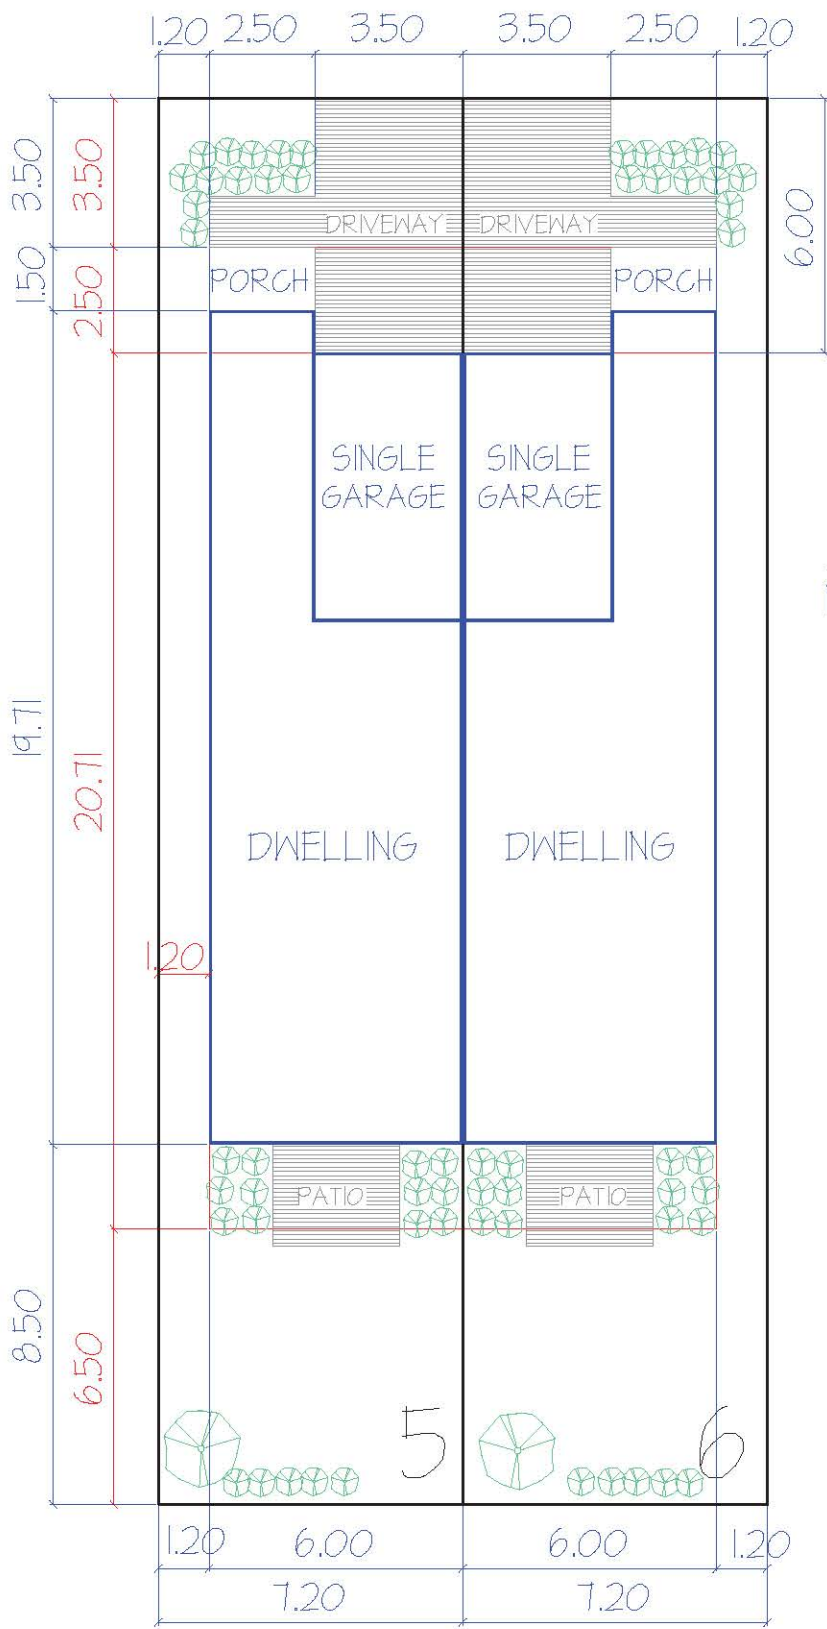 1.20 2.50 3.50 3.50 2.50 1.20
3.50
3.50
6.00
DRIVEWAY DRIVEWAY
1.50
2.50
PORCH PORCH
SINGLE SINGLE
GARAGE GARAGE
19.71
20.71
DWELLING DWELLING
1.20
PATIO PATIO
8.50
6.50
5 6
1.20 6.00 6.00 1.20
7.20 7.20